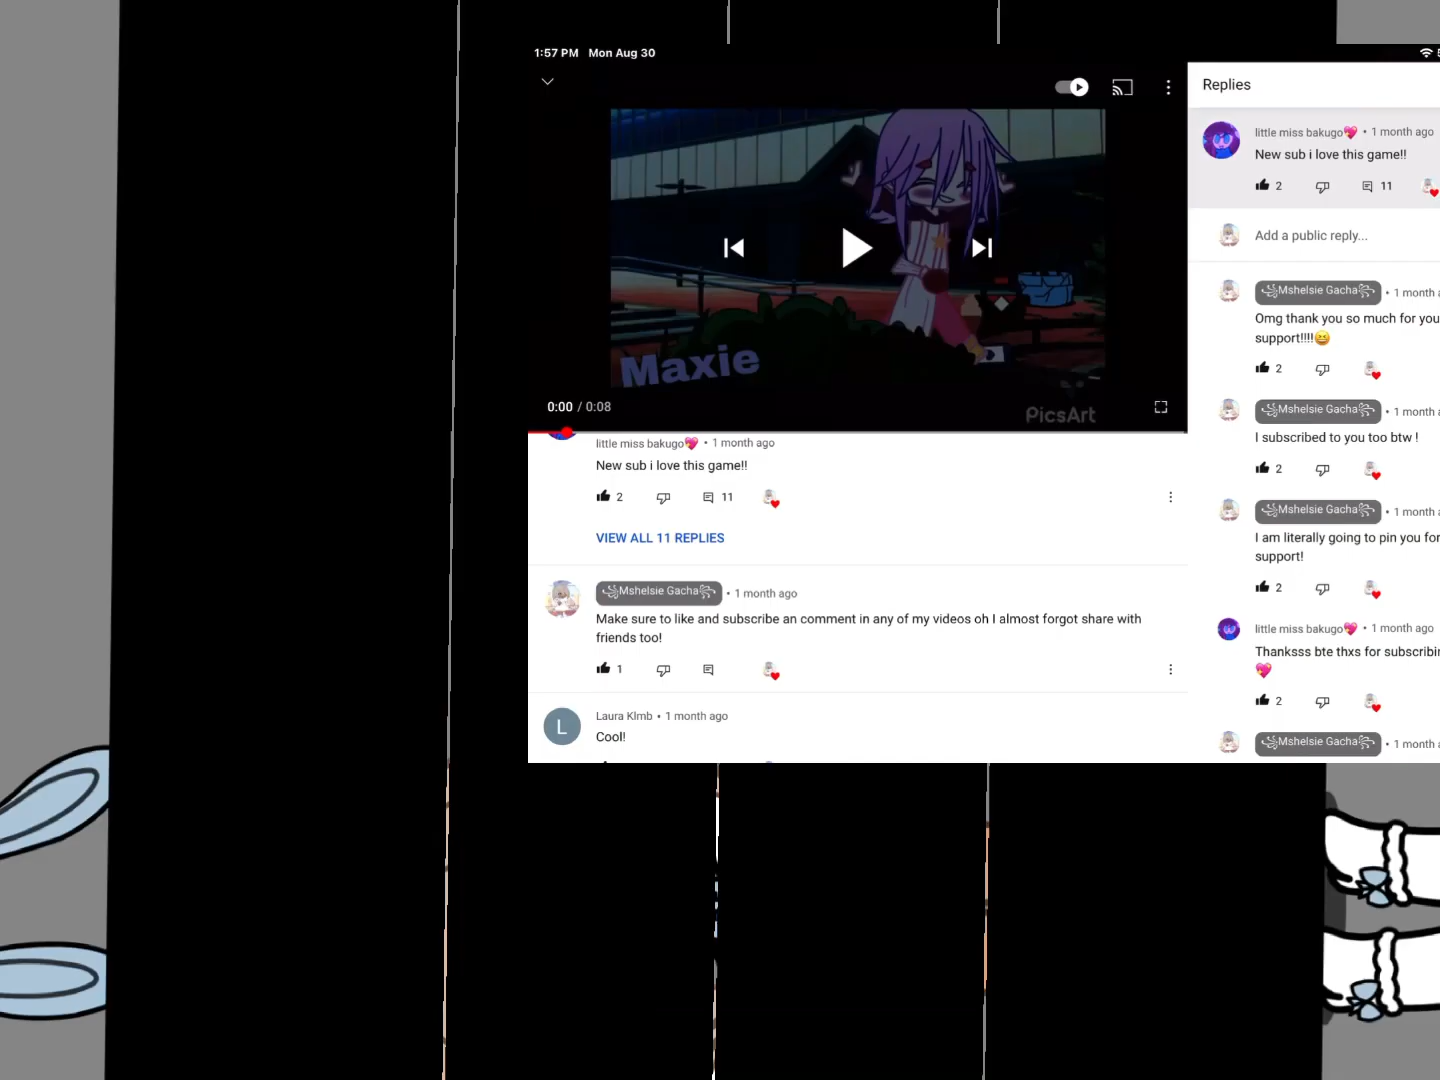 1:57 PM Mon Aug 30
Maxie
0:00 / 0:08
PicsArt
little miss bakugo💖 • 1 month ago
New sub i love this game!!
2
11
VIEW ALL 11 REPLIES
꧁Mshelsie Gacha꧂ • 1 month ago
Make sure to like and subscribe an comment in any of my videos oh I almost forgot share with
friends too!
1
L
Laura Klmb • 1 month ago
Cool!
Replies
little miss bakugo💖 • 1 month ago
New sub i love this game!!
2
11
Add a public reply...
꧁Mshelsie Gacha꧂ • 1 month a
Omg thank you so much for you
support!!!!😆
2
꧁Mshelsie Gacha꧂ • 1 month a
I subscribed to you too btw !
2
꧁Mshelsie Gacha꧂ • 1 month a
I am literally going to pin you for
support!
2
little miss bakugo💖 • 1 month ago
Thanksss bte thxs for subscribin
💖
2
꧁Mshelsie Gacha꧂ • 1 month a